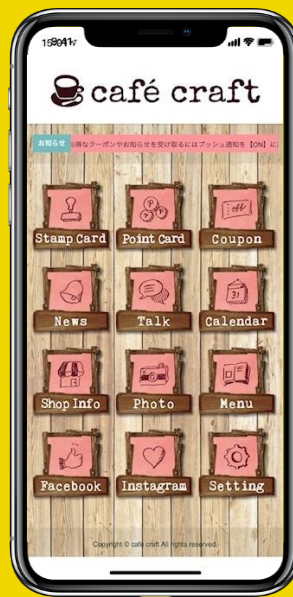 café craft
お知らせ
お得なクーポンやお知らせを受け取るにはプッシュ通知を【ON】に
Stamp Card
Point Card
Coupon
off
News
Talk
Calendar
31
Shop Info
Photo
Menu
Facebook
Instagram
Setting
Copyright © café craft All rights reserved.